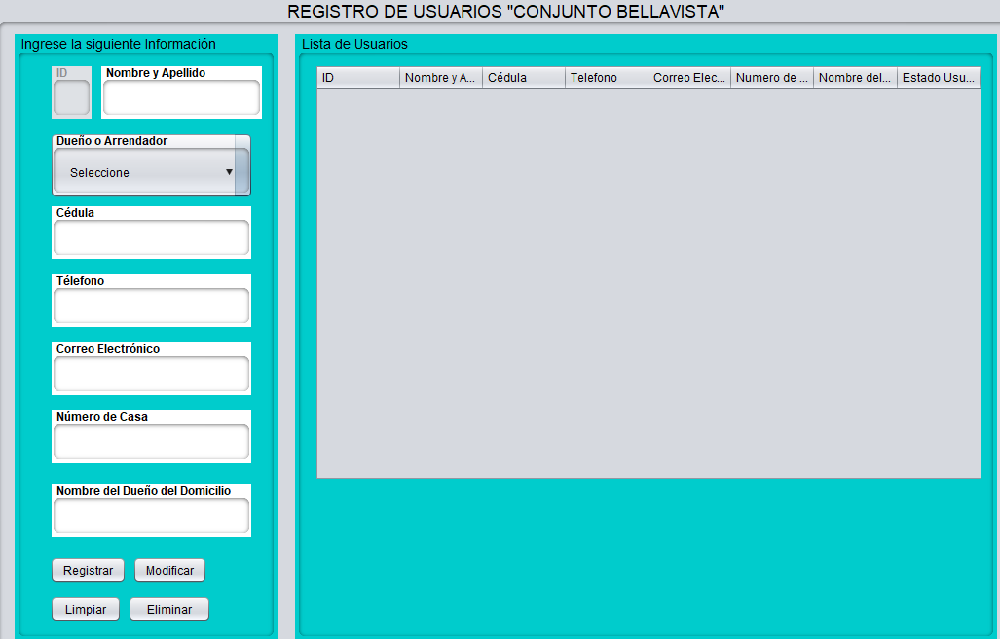 REGISTRO DE USUARIOS "CONJUNTO BELLAVISTA"
Ingrese la siguiente Información
ID
Nombre y Apellido
Dueño o Arrendador
Seleccione
Cédula
Télefono
Correo Electrónico
Número de Casa
Nombre del Dueño del Domicilio
Registrar
Modificar
Limpiar
Eliminar
Lista de Usuarios
ID Nombre y A... Cédula Telefono Correo Elec... Numero de ... Nombre del... Estado Usu...